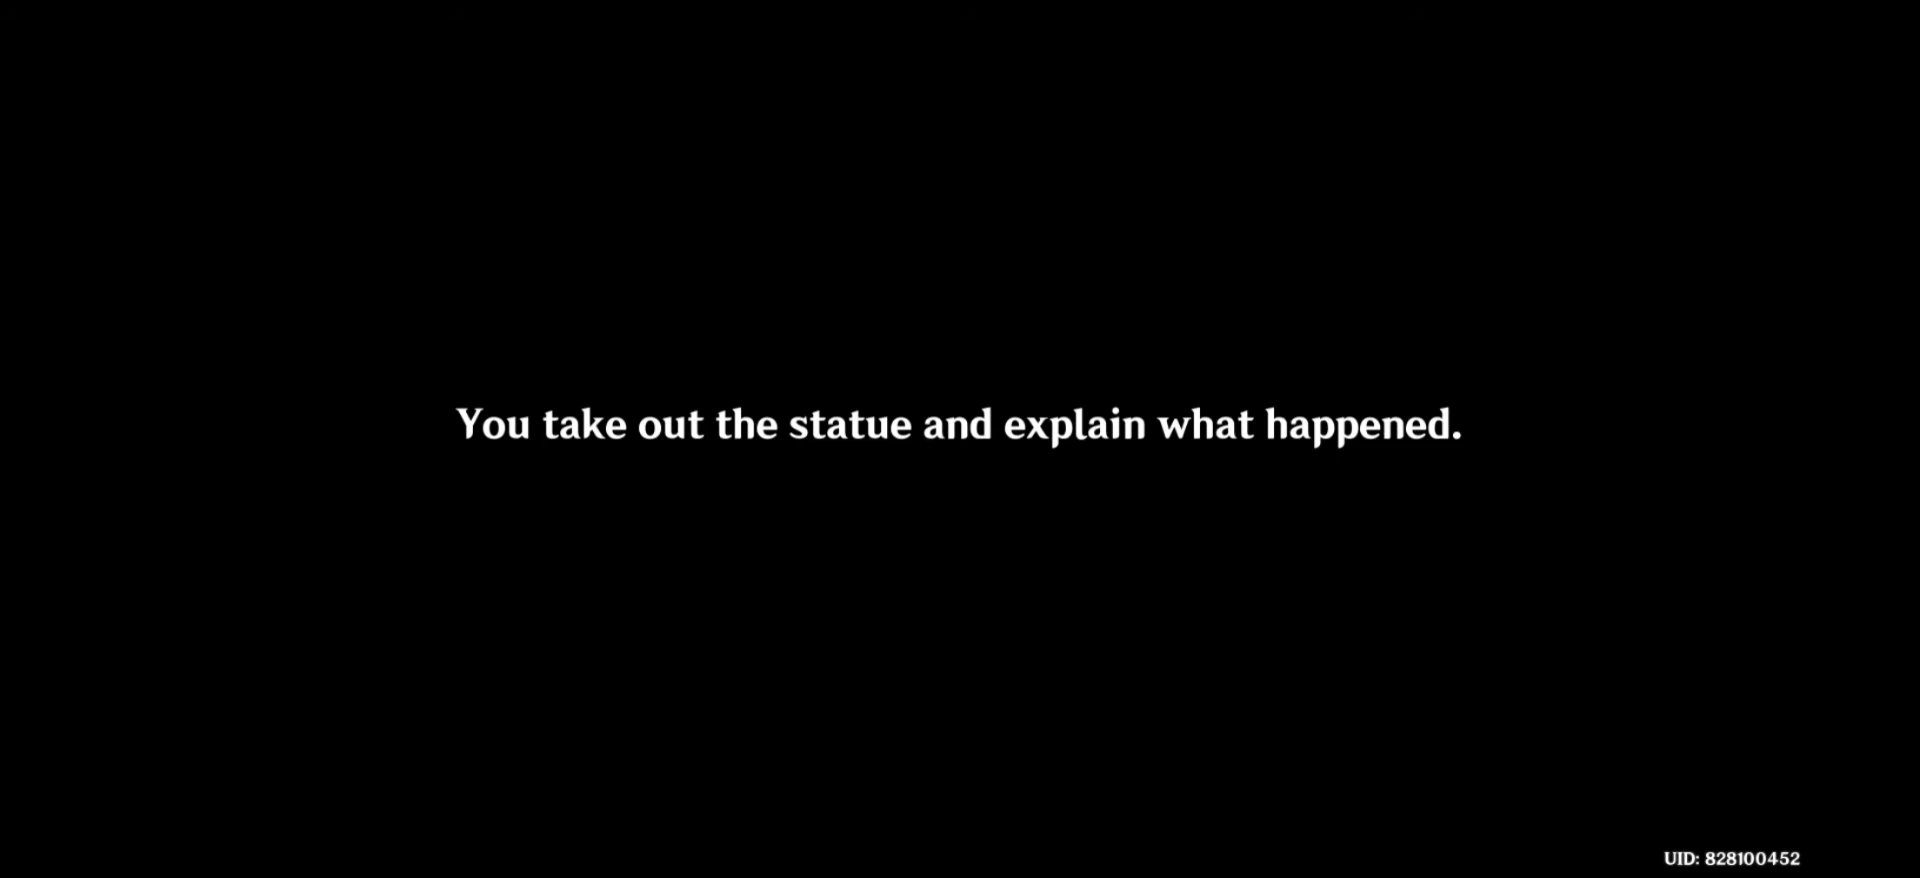 You take out the statue and explain what happened.
UID: 828100452